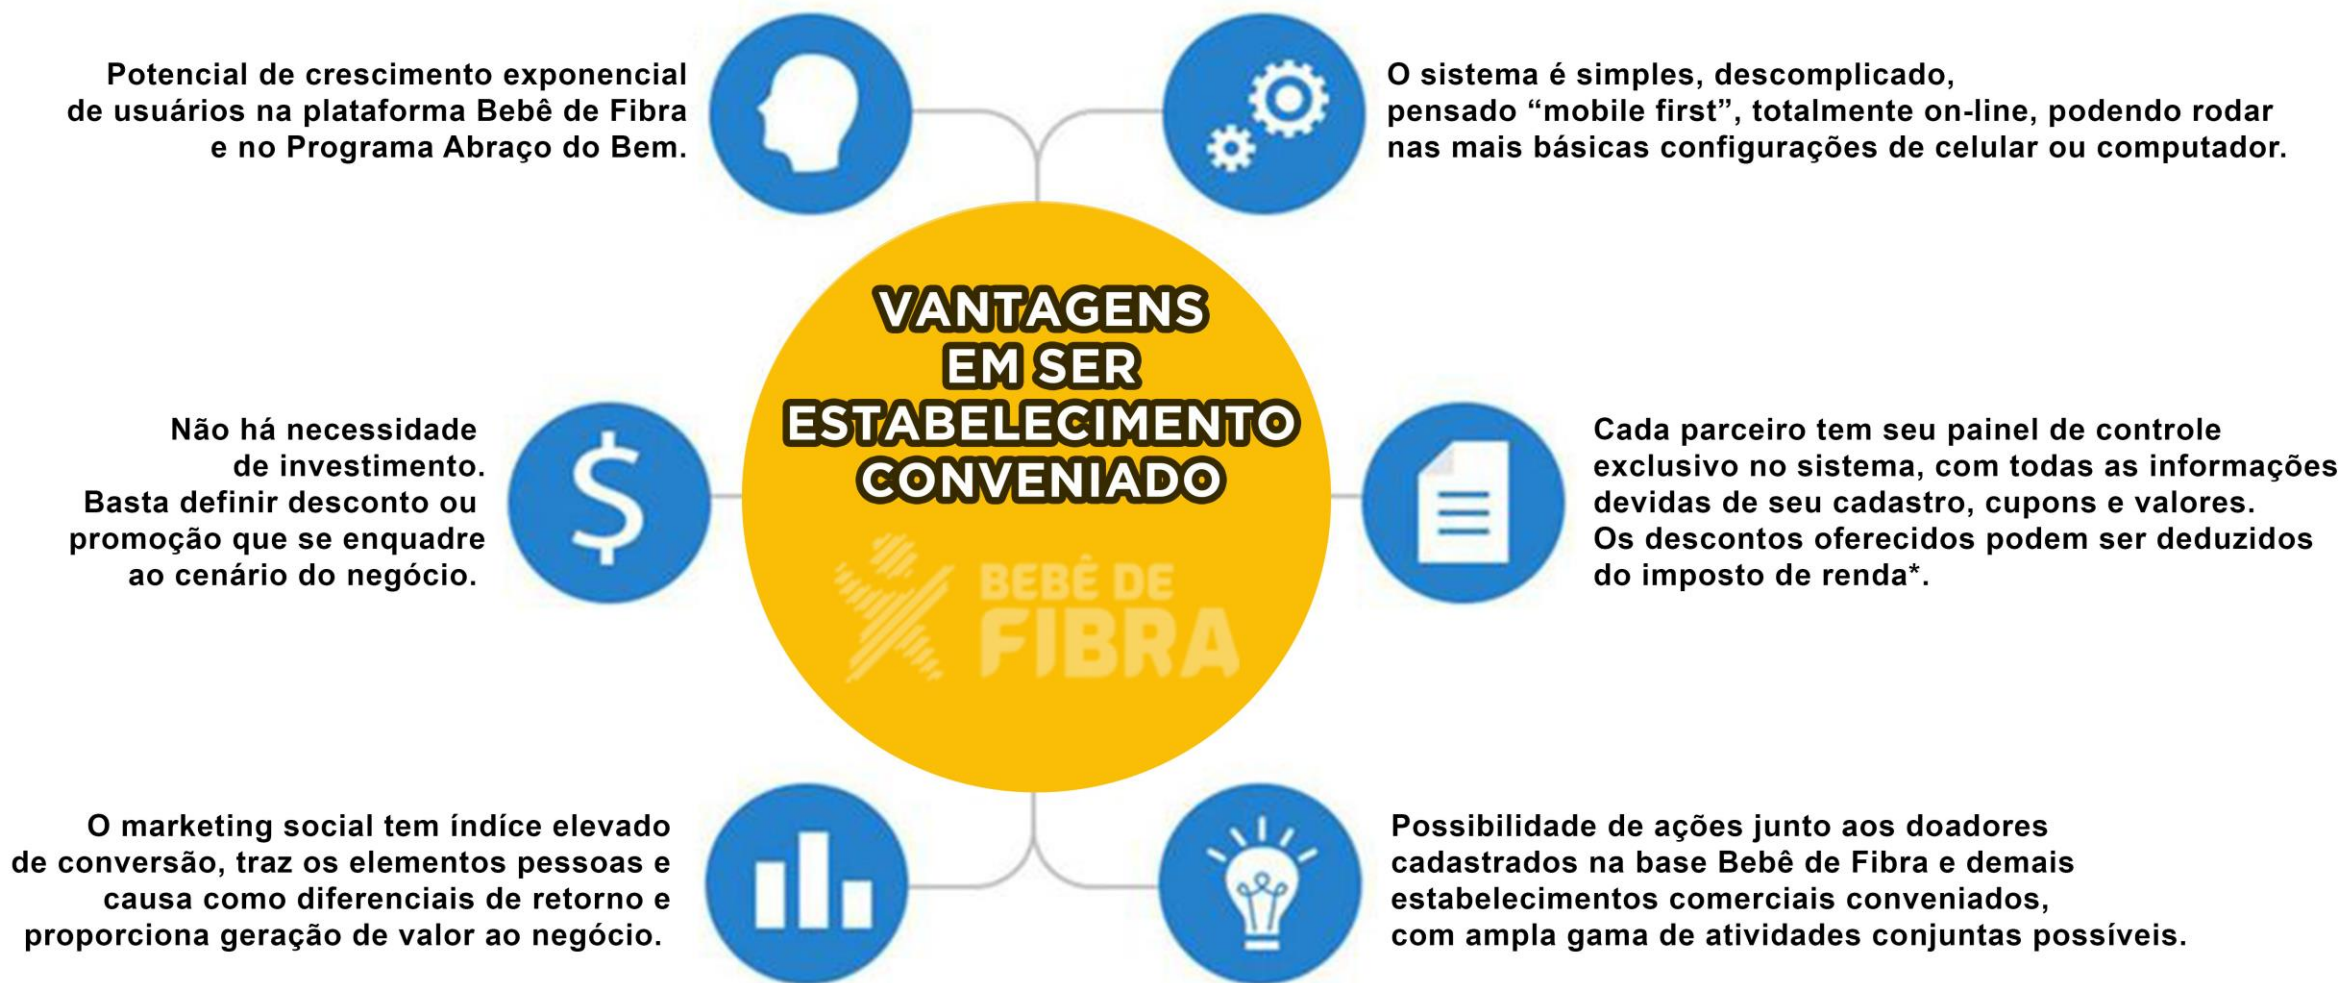 Potencial de crescimento exponencial
de usuários na plataforma Bebê de Fibra
e no Programa Abraço do Bem.
O sistema é simples, descomplicado,
pensado “mobile first”, totalmente on-line, podendo rodar
nas mais básicas configurações de celular ou computador.
VANTAGENS
EM SER
ESTABELECIMENTO
CONVENIADO
BEBÊ DE
FIBRA
Não há necessidade
de investimento.
Basta definir desconto ou
promoção que se enquadre
ao cenário do negócio.
$
Cada parceiro tem seu painel de controle
exclusivo no sistema, com todas as informações
devidas de seu cadastro, cupons e valores.
Os descontos oferecidos podem ser deduzidos
do imposto de renda*.
O marketing social tem índíce elevado
de conversão, traz os elementos pessoas e
causa como diferenciais de retorno e
proporciona geração de valor ao negócio.
Possibilidade de ações junto aos doadores
cadastrados na base Bebê de Fibra e demais
estabelecimentos comerciais conveniados,
com ampla gama de atividades conjuntas possíveis.